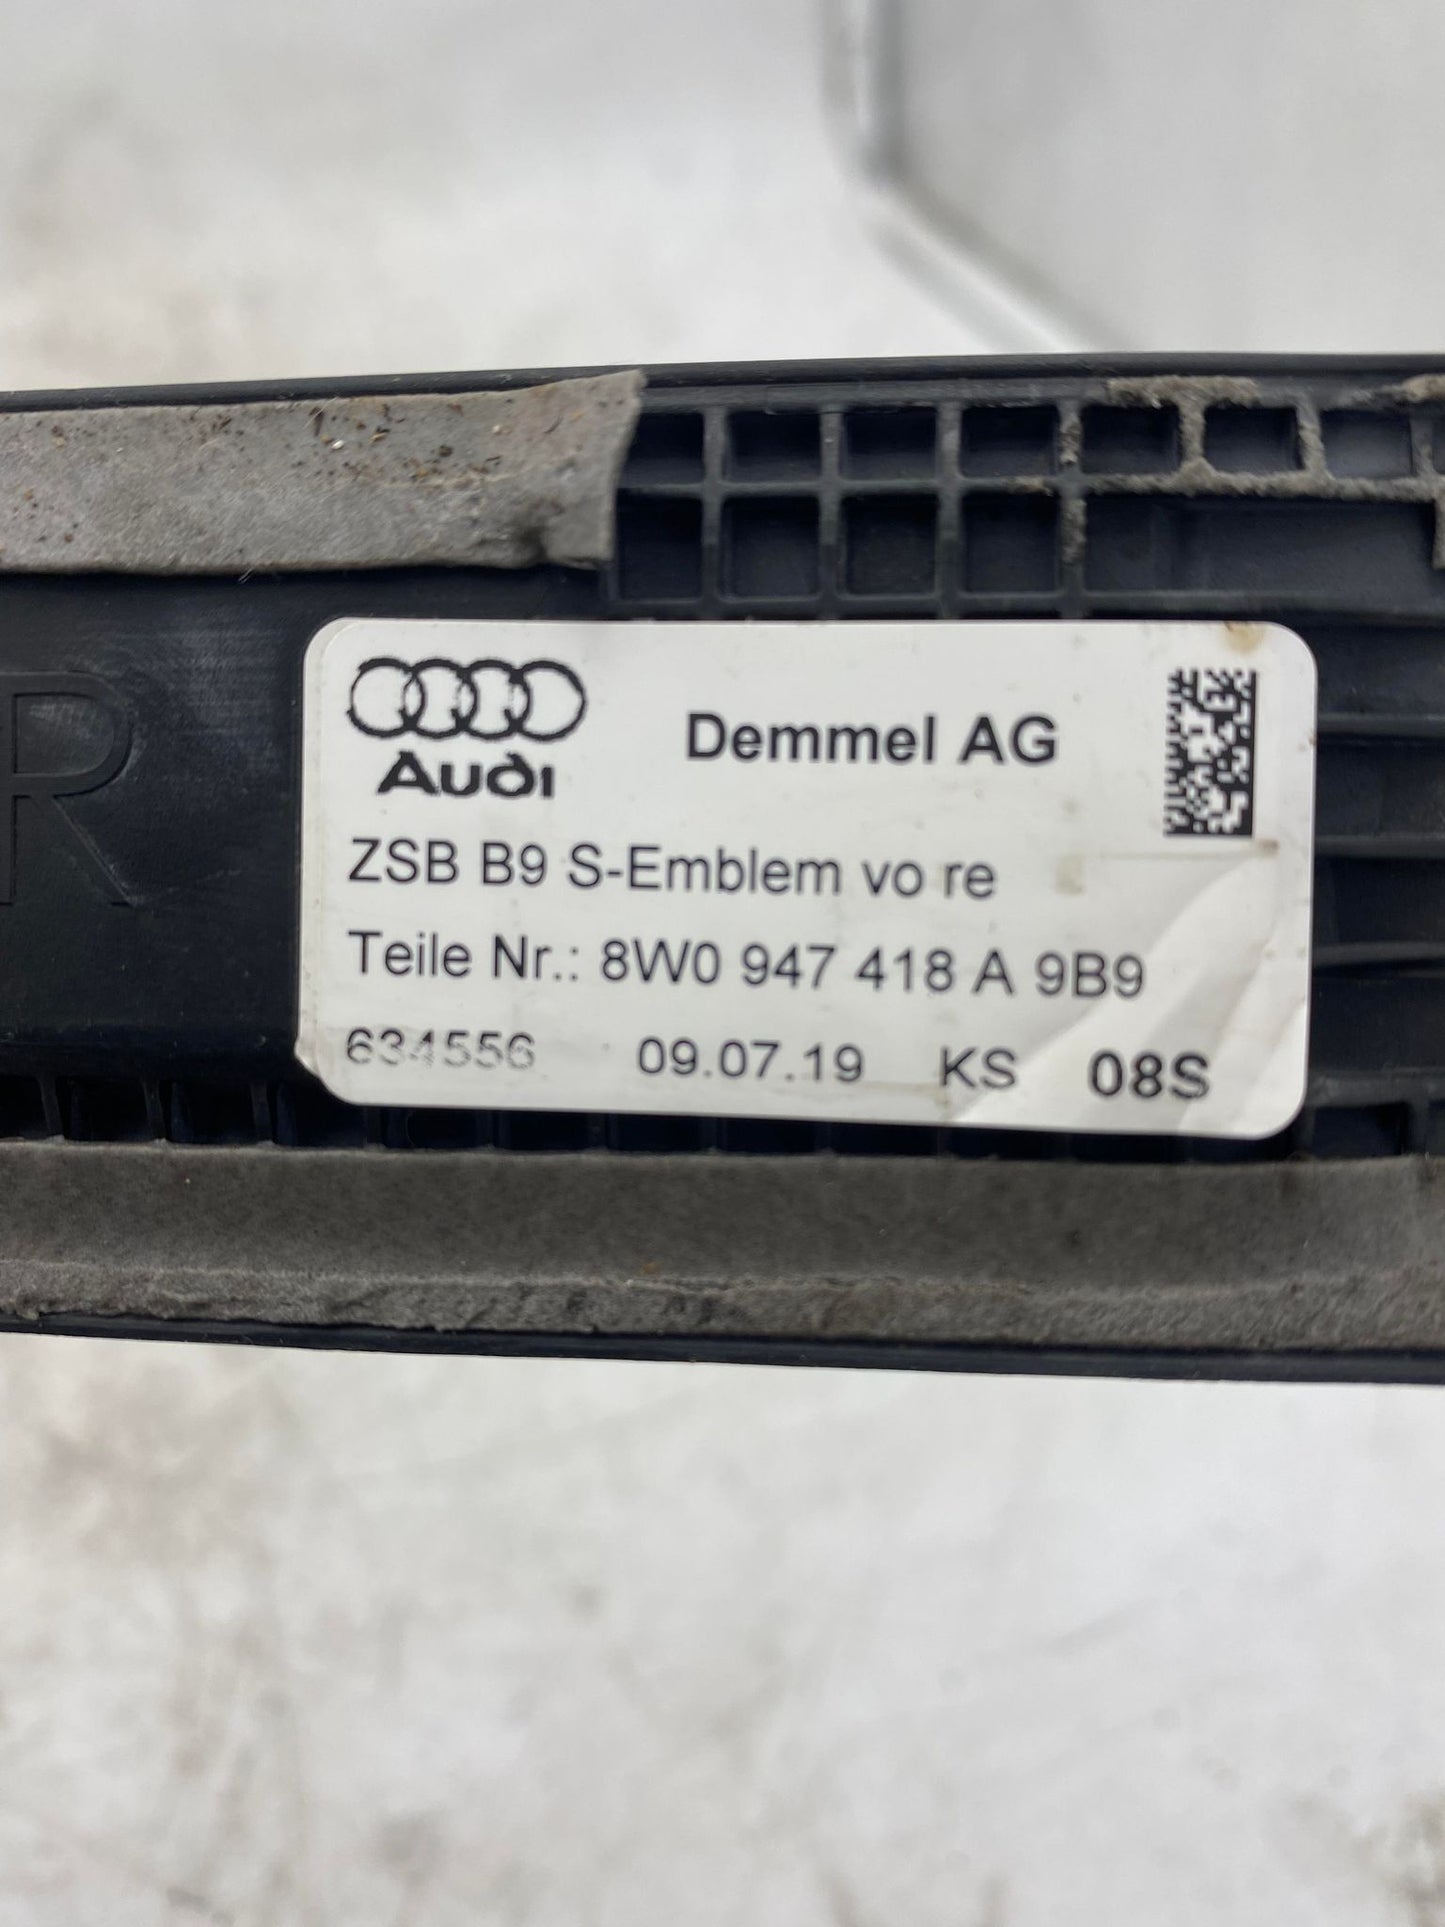 R
Audi
Demmel AG
ZSB B9 S-Emblem vo re
Teile Nr.: 8W0 947 418 A 9B9
634556 09.07.19 KS 08S